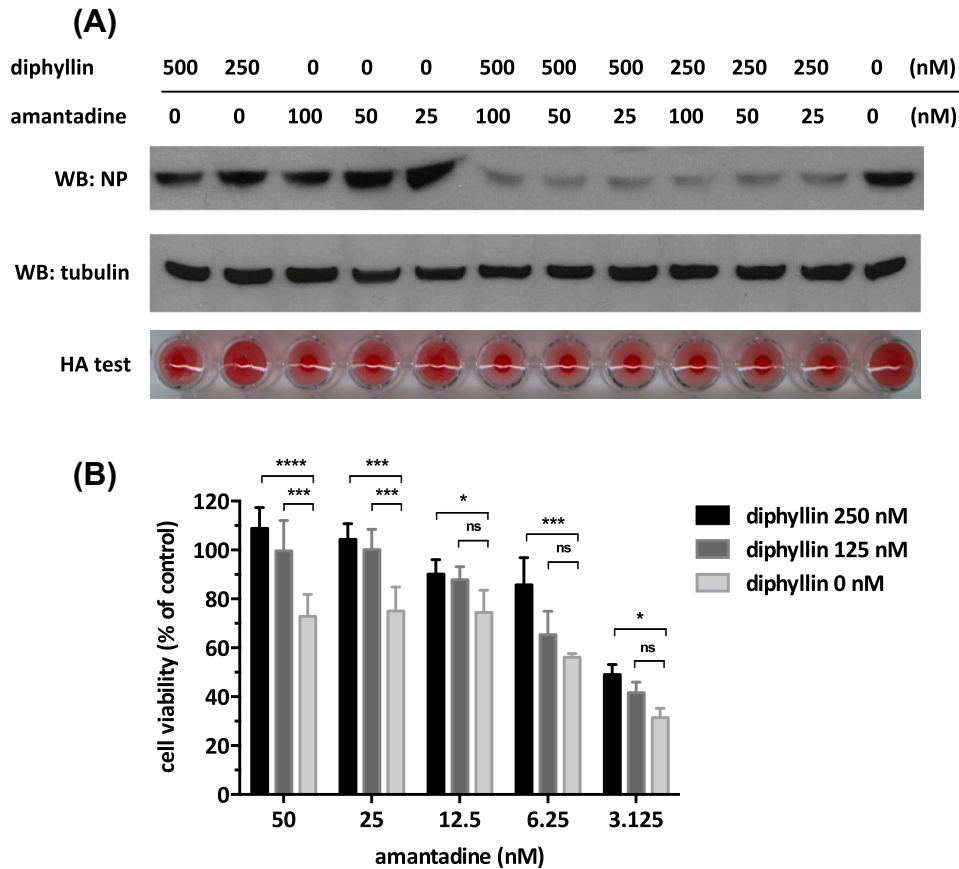 (A)
diphyllin 500 250 0 0 0 500 500 500 250 250 250 0 (nM)
amantadine 0 0 100 50 25 100 50 25 100 50 25 0 (nM)
WB: NP
WB: tubulin
HA test
(B)
**** *** * *** *
*** *** ns ns ns
120
100
80
60
40
20
0
cell viability (% of control)
50 25 12.5 6.25 3.125
amantadine (nM)
diphyllin 250 nM
diphyllin 125 nM
diphyllin 0 nM